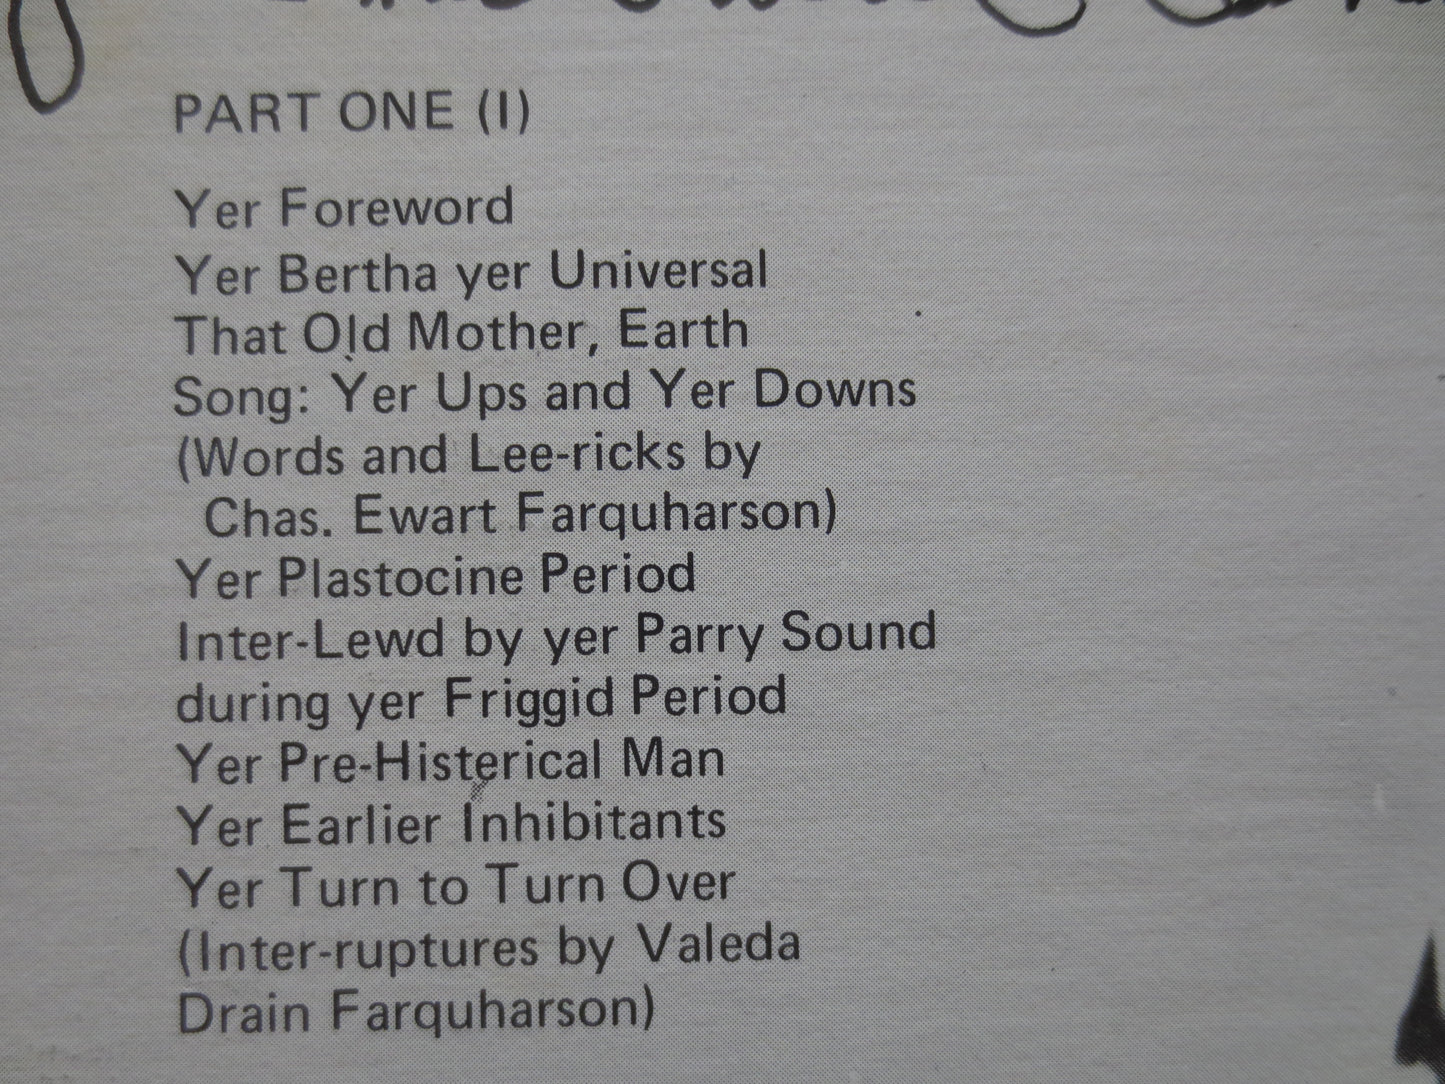 PART ONE (I)
Yer Foreword
Yer Bertha yer Universal
That Old Mother, Earth
Song: Yer Ups and Yer Downs
(Words and Lee-ricks by
Chas. Ewart Farquharson)
Yer Plastocine Period
Inter-Lewd by yer Parry Sound
during yer Friggid Period
Yer Pre-Histerical Man
Yer Earlier Inhibitants
Yer Turn to Turn Over
(Inter-ruptures by Valeda
Drain Farquharson)